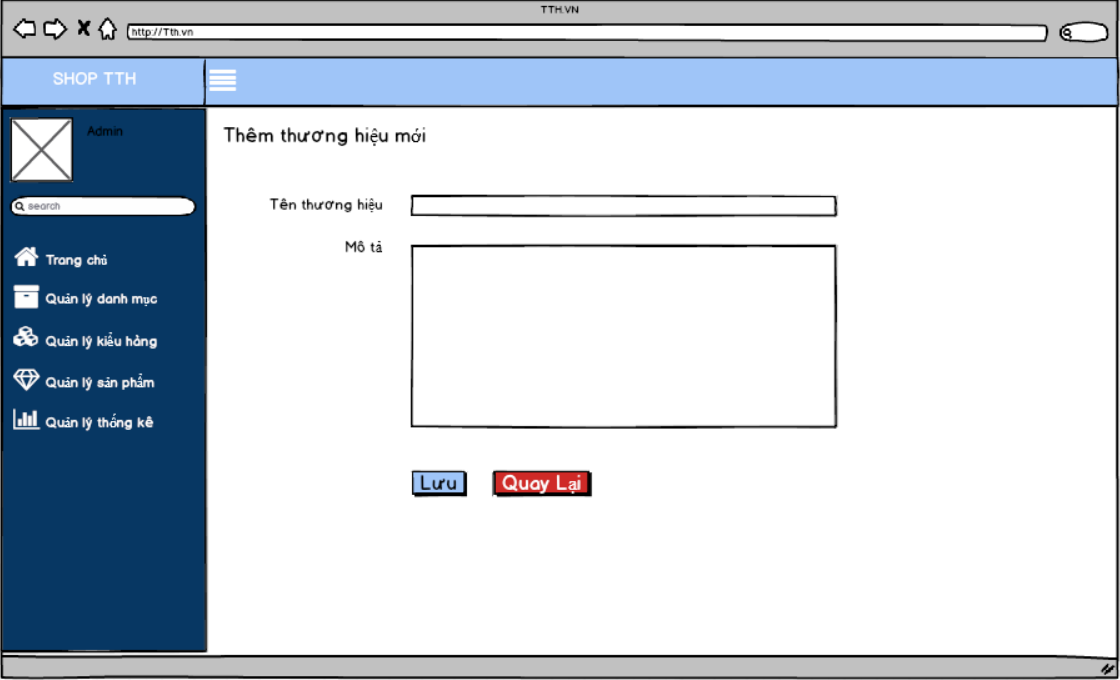 TTH.VN
http://Tth.vn
SHOP TTH
Admin
search
Trang chủ
Quản lý danh mục
Quản lý kiểu hàng
Quản lý sản phẩm
Quản lý thống kê
Thêm thương hiệu mới
Tên thương hiệu
Mô tả
Lưu
Quay Lại